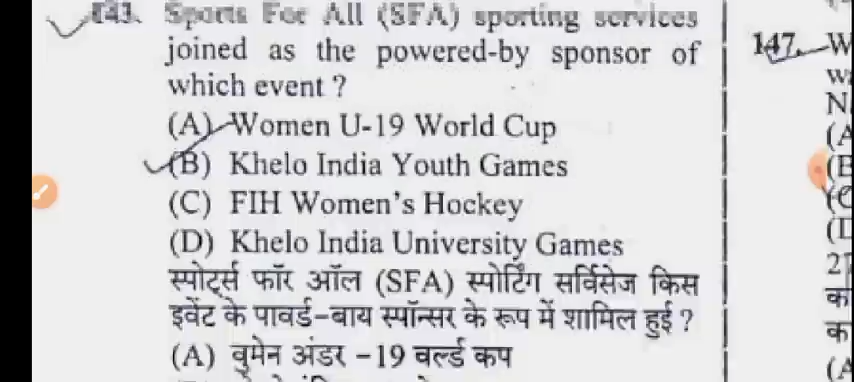 143. Sports For All (SFA) sporting services
joined as the powered-by sponsor of
which event ?
(A) Women U-19 World Cup
(B) Khelo India Youth Games
(C) FIH Women's Hockey
(D) Khelo India University Games
स्पोर्ट्स फॉर ऑल (SFA) स्पोर्टिंग सर्विसेज किस
इवेंट के पावर्ड-बाय स्पॉन्सर के रूप में शामिल हुई ?
(A) वुमेन अंडर -19 वर्ल्ड कप
147.